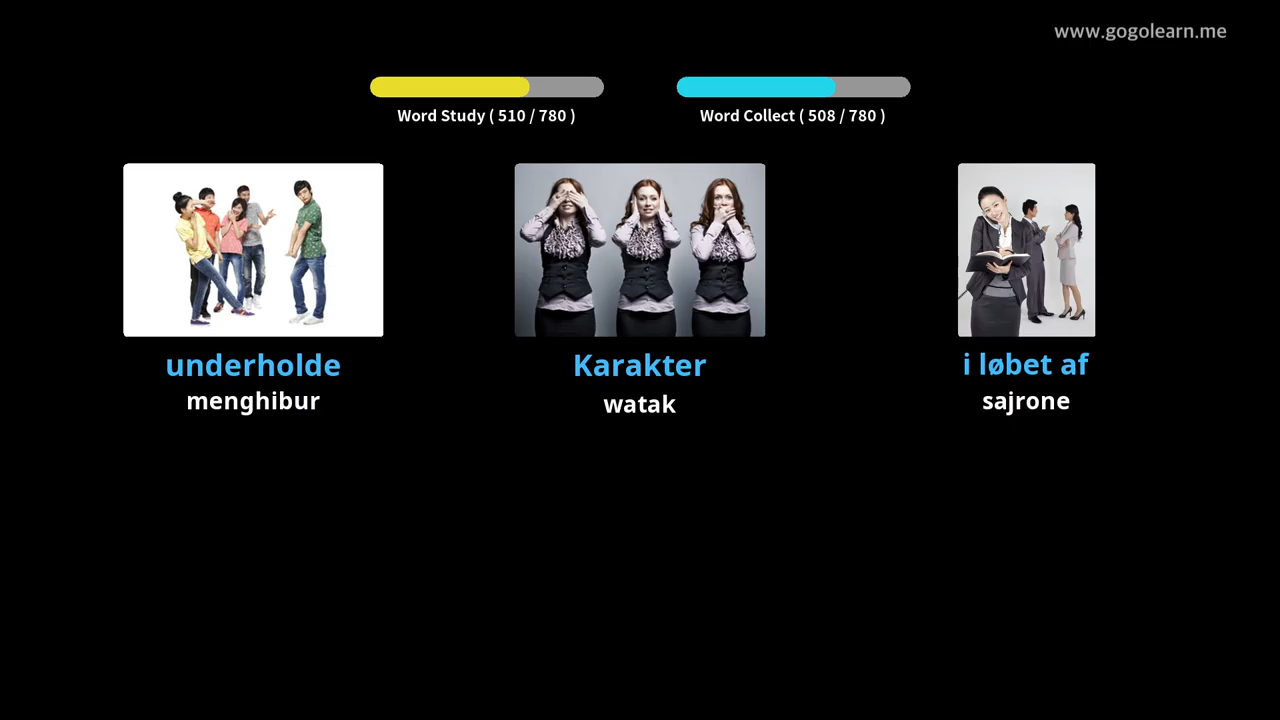 www.gogolearn.me
Word Study ( 510 / 780 )
Word Collect ( 508 / 780 )
underholde
menghibur
Karakter
watak
i løbet af
sajrone